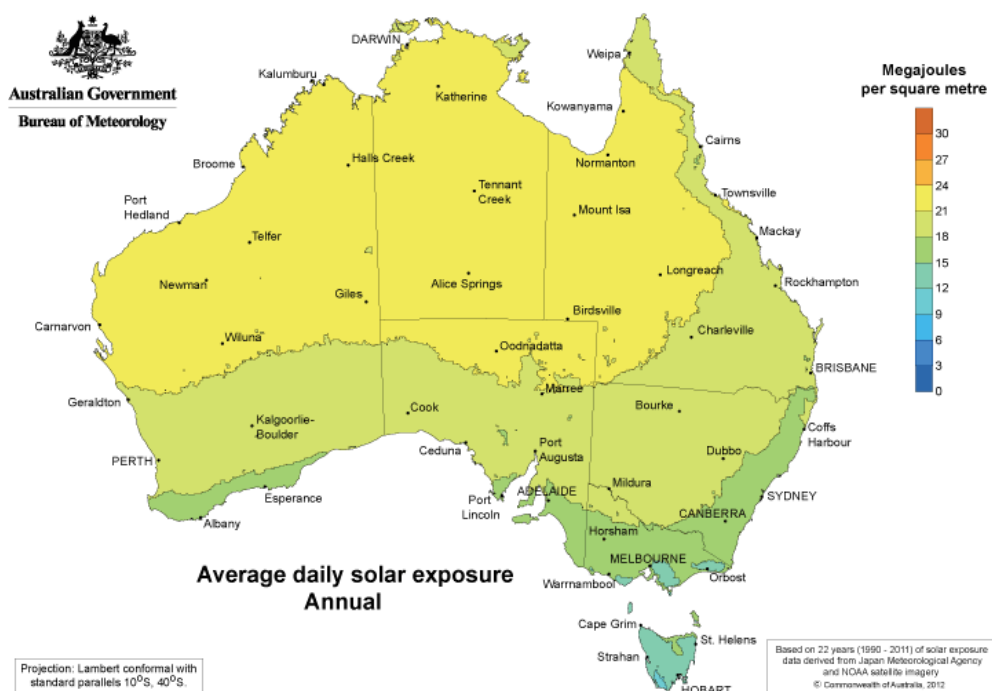 Australian Government
Bureau of Meteorology
DARWIN
Weipa
Kalumburu
Katherine
Kowanyama
Megajoules
per square metre
30
27
24
21
18
15
12
9
6
3
0
Cairns
Broome
Halls Creek
Normanton
Tennant
Creek
Townsville
Port
Hedland
Mount Isa
Telfer
Mackay
Newman
Alice Springs
Longreach
Rockhampton
Giles
Birdsville
Carnarvon
Wiluna
Charleville
Oodnadatta
BRISBANE
Marree
Geraldton
Cook
Bourke
Kalgoorlie-
Boulder
Coffs
Harbour
Ceduna
Port
Augusta
Dubbo
PERTH
Mildura
Esperance
Port
Lincoln
ADELAIDE
SYDNEY
Albany
CANBERRA
Horsham
MELBOURNE
Warrnambool
Orbost
Average daily solar exposure
Annual
Cape Grim
St. Helens
Strahan
HOBART
Projection: Lambert conformal with
standard parallels 10°S, 40°S.
Based on 22 years (1990 - 2011) of solar exposure
data derived from Japan Meteorological Agency
and NOAA satellite imagery
© Commonwealth of Australia, 2012